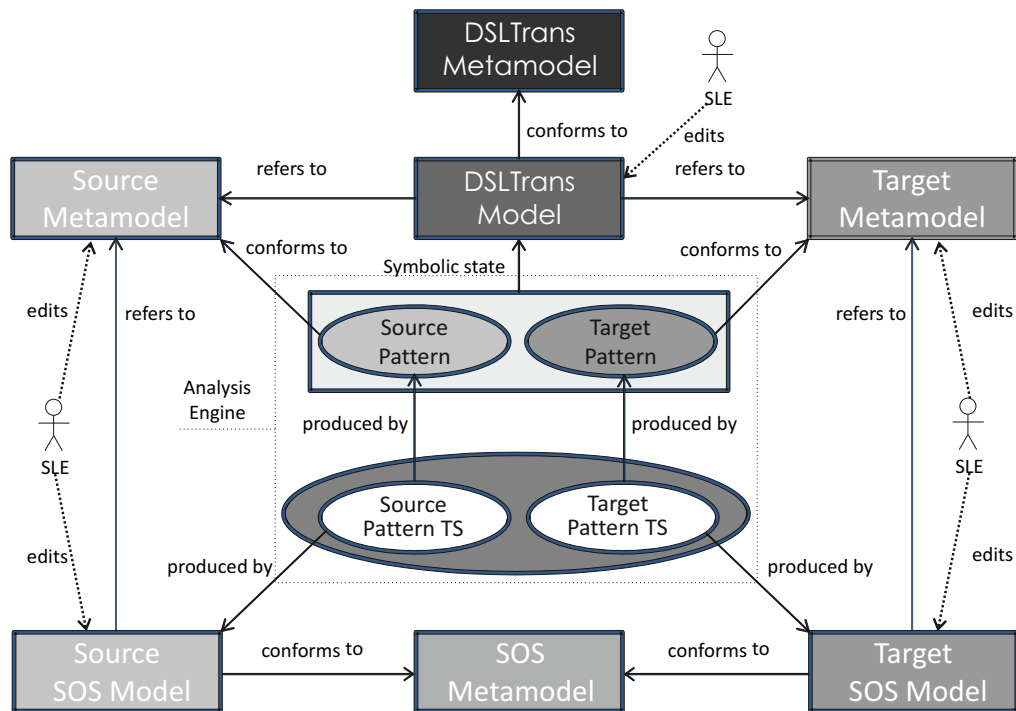 DSLTrans
Metamodel
SLE
conforms to
edits
Source
Metamodel
refers to
DSLTrans
Model
refers to
Target
Metamodel
conforms to
Symbolic state
conforms to
edits
refers to
Source
Pattern
Target
Pattern
refers to
edits
Analysis
Engine
produced by
produced by
SLE
SLE
Source
Pattern TS
Target
Pattern TS
edits
produced by
produced by
edits
Source
SOS Model
conforms to
SOS
Metamodel
conforms to
Target
SOS Model